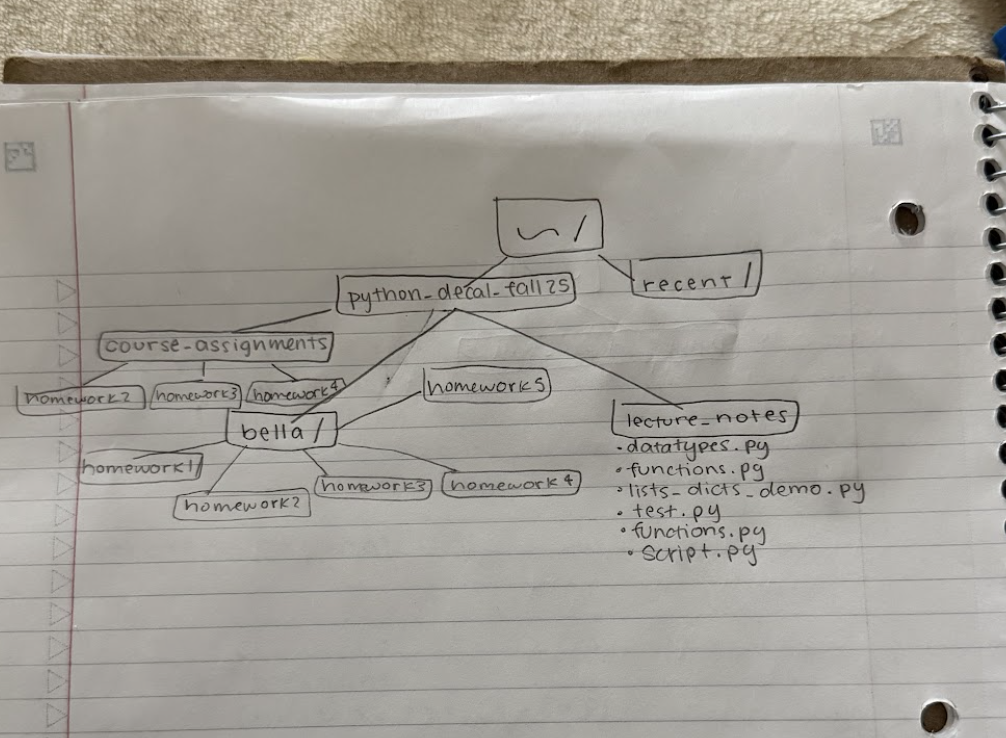 ~/
python-decal-fall25
recent/
course-assignments
homework2
homework3
homework4
homework5
bella/
lecture_notes
homework1/
homework2
homework3
homework4
• datatypes.py
• functions.py
• lists_dicts_demo.py
• test.py
• functions.py
• script.py